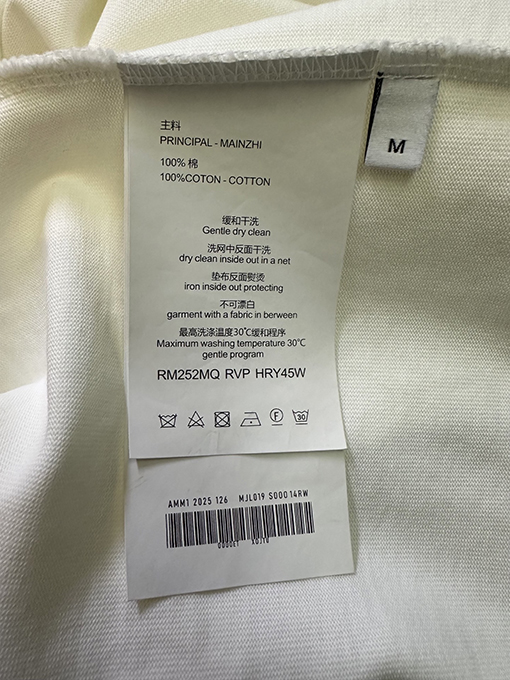 主料
PRINCIPAL - MAINZHI
100% 棉
100%COTON - COTTON
缓和干洗
Gentle dry clean
洗网中反面干洗
dry clean inside out in a net
垫布反面熨烫
iron inside out protecting
不可漂白
garment with a fabric in berween
最高洗涤温度30℃缓和程序
Maximum washing temperature 30℃
gentle program
RM252MQ RVP HRY45W
F
30
M
AMM1 2025 126 MJL019 S000 14RW